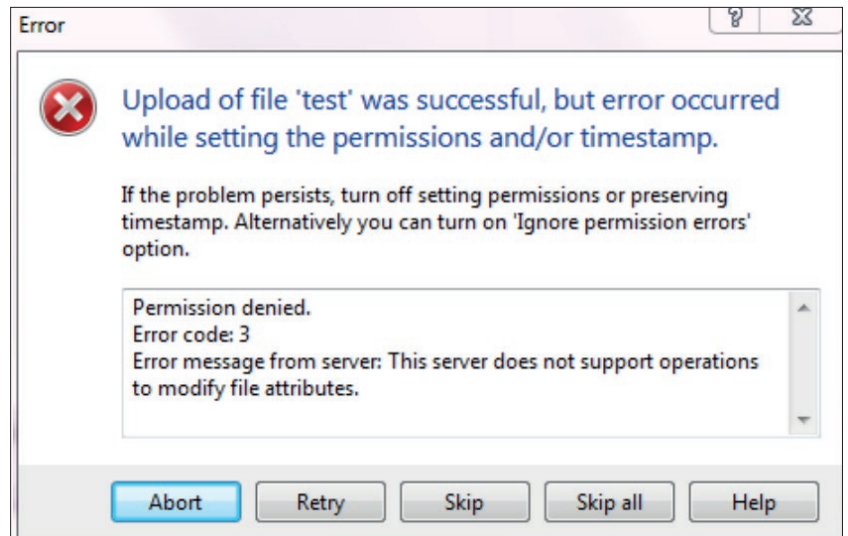 Error
Upload of file 'test' was successful, but error occurred
while setting the permissions and/or timestamp.
If the problem persists, turn off setting permissions or preserving
timestamp. Alternatively you can turn on 'Ignore permission errors'
option.
Permission denied.
Error code: 3
Error message from server: This server does not support operations
to modify file attributes.
Abort Retry Skip Skip all Help